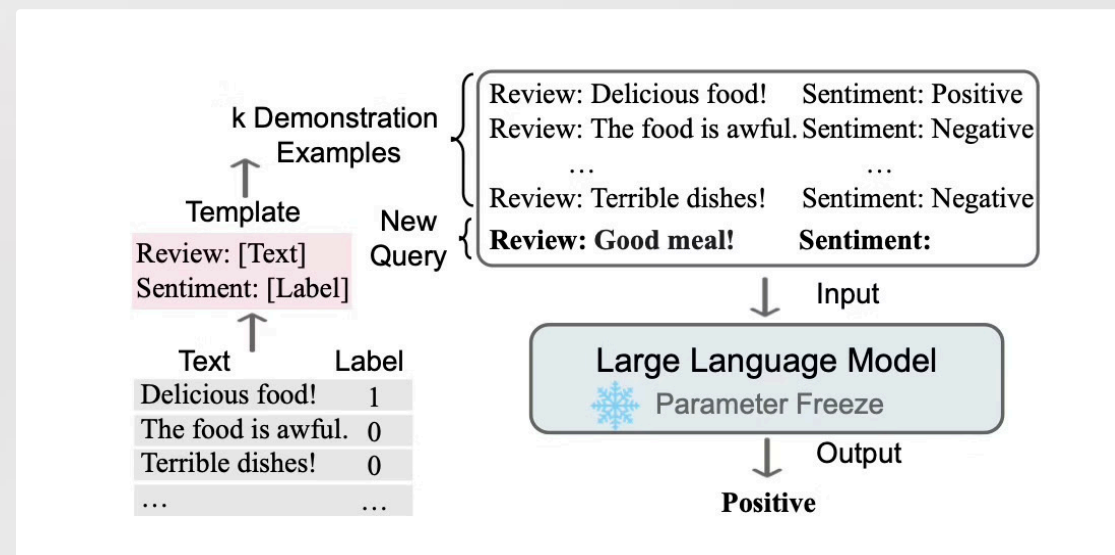 k Demonstration
Examples
Template
Review: [Text]
Sentiment: [Label]
Text Label
Delicious food! 1
The food is awful. 0
Terrible dishes! 0
… …
New
Query
Review: Delicious food! Sentiment: Positive
Review: The food is awful. Sentiment: Negative
… …
Review: Terrible dishes! Sentiment: Negative
Review: Good meal! Sentiment:
Input
Large Language Model
Parameter Freeze
Output
Positive